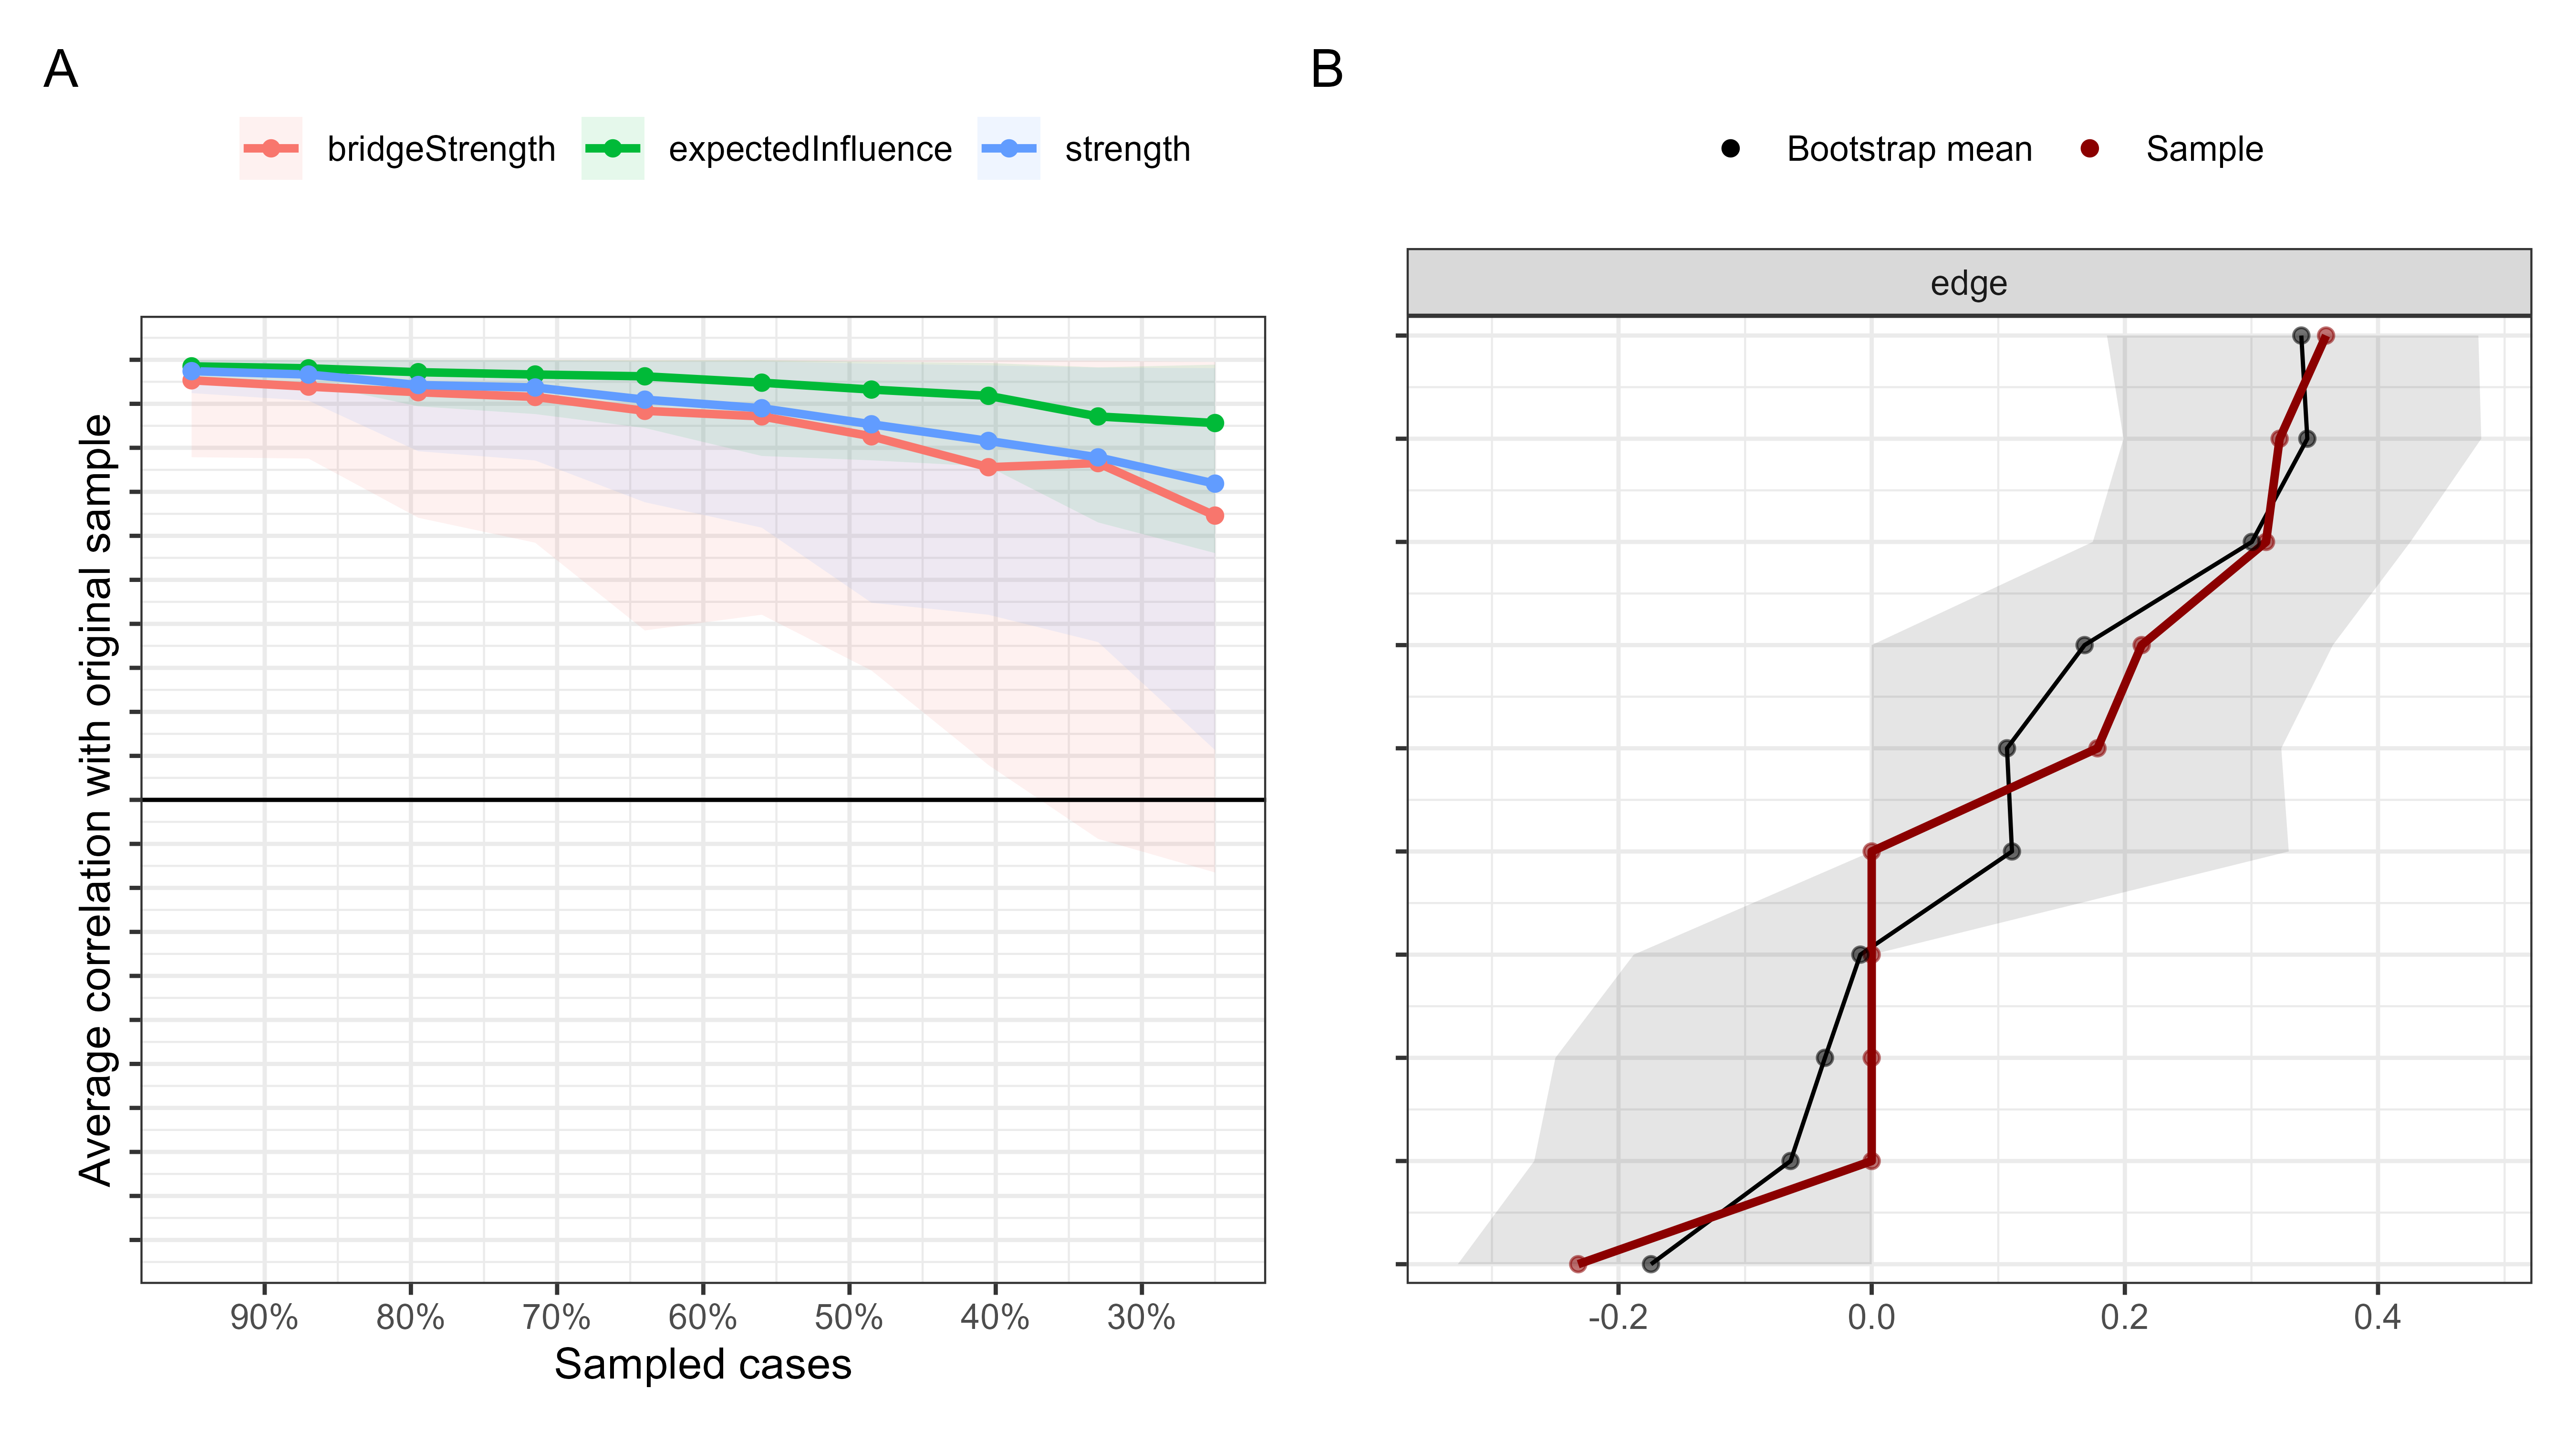 A
bridgeStrength expectedInfluence strength
Average correlation with original sample
90% 80% 70% 60% 50% 40% 30%
Sampled cases
B
Bootstrap mean Sample
edge
-0.2 0.0 0.2 0.4